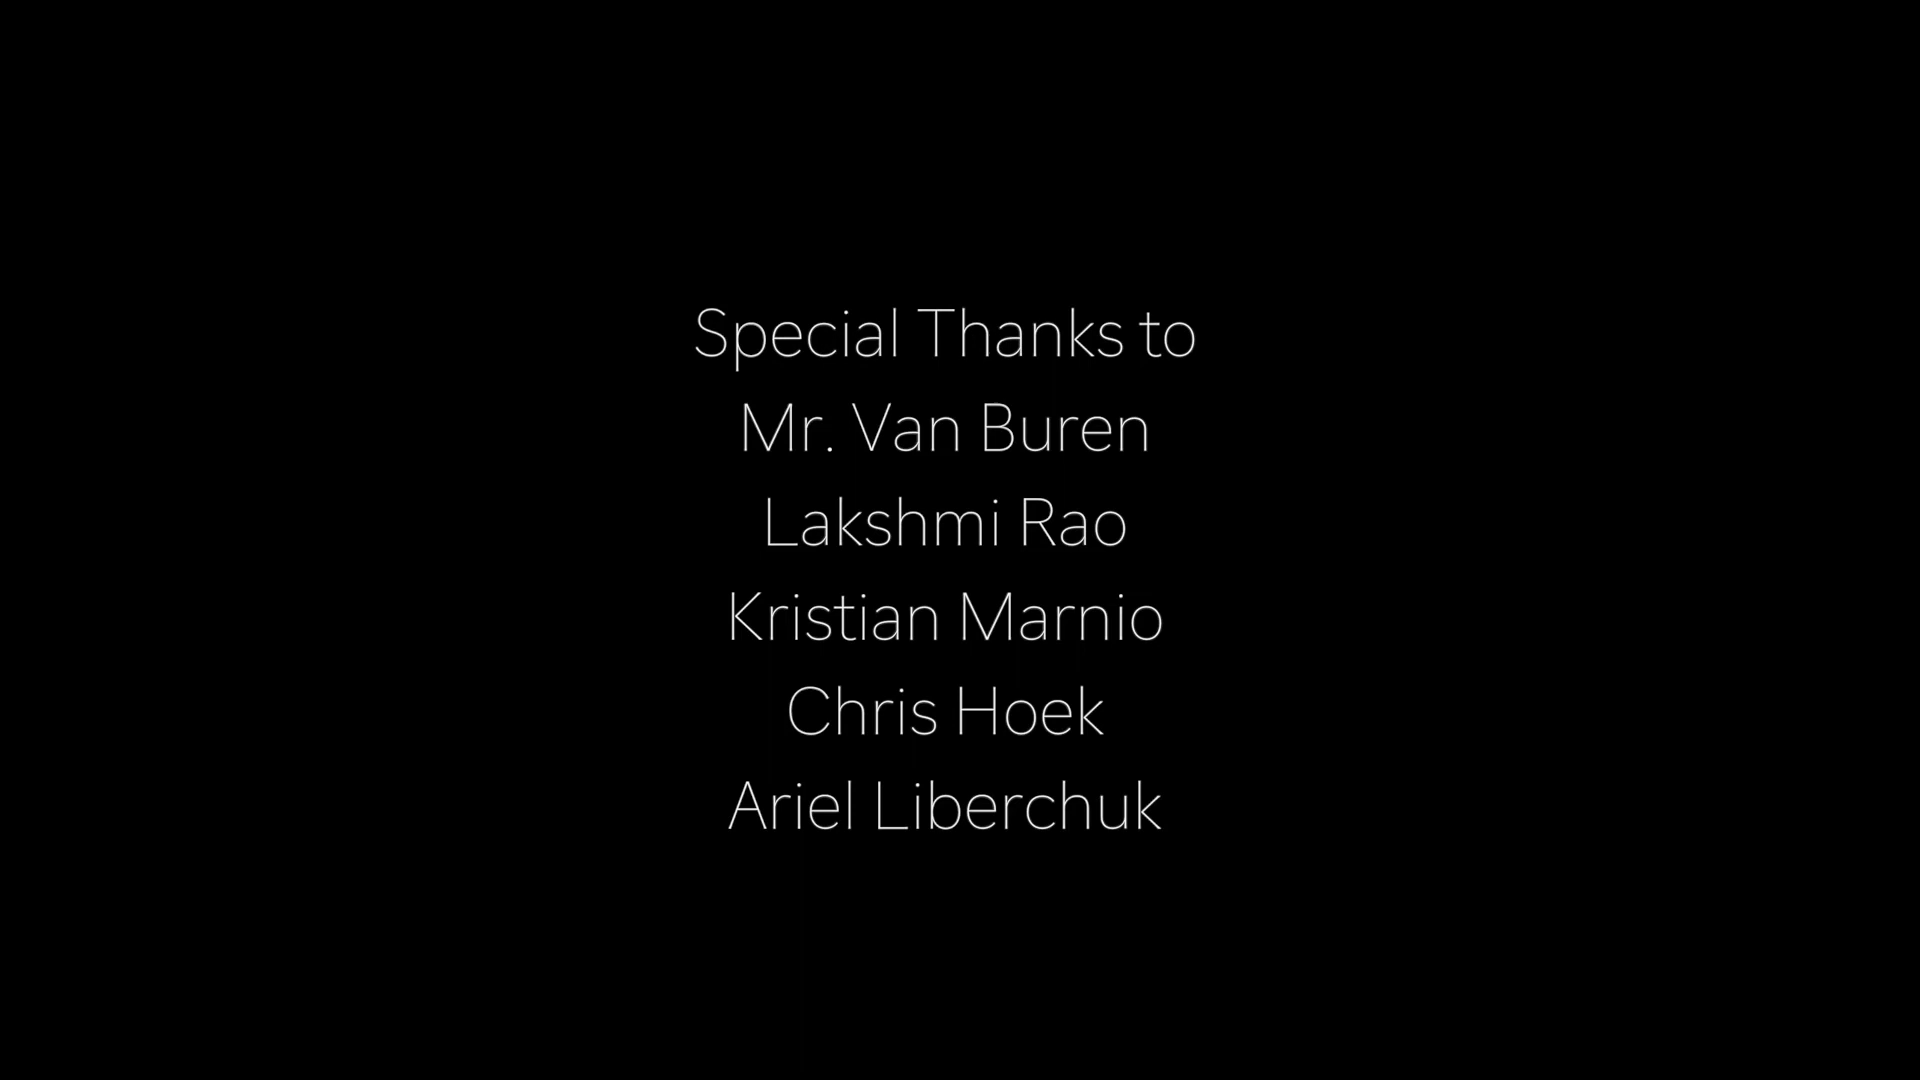 Special Thanks to
Mr. Van Buren
Lakshmi Rao
Kristian Marnio
Chris Hoek
Ariel Liberchuk